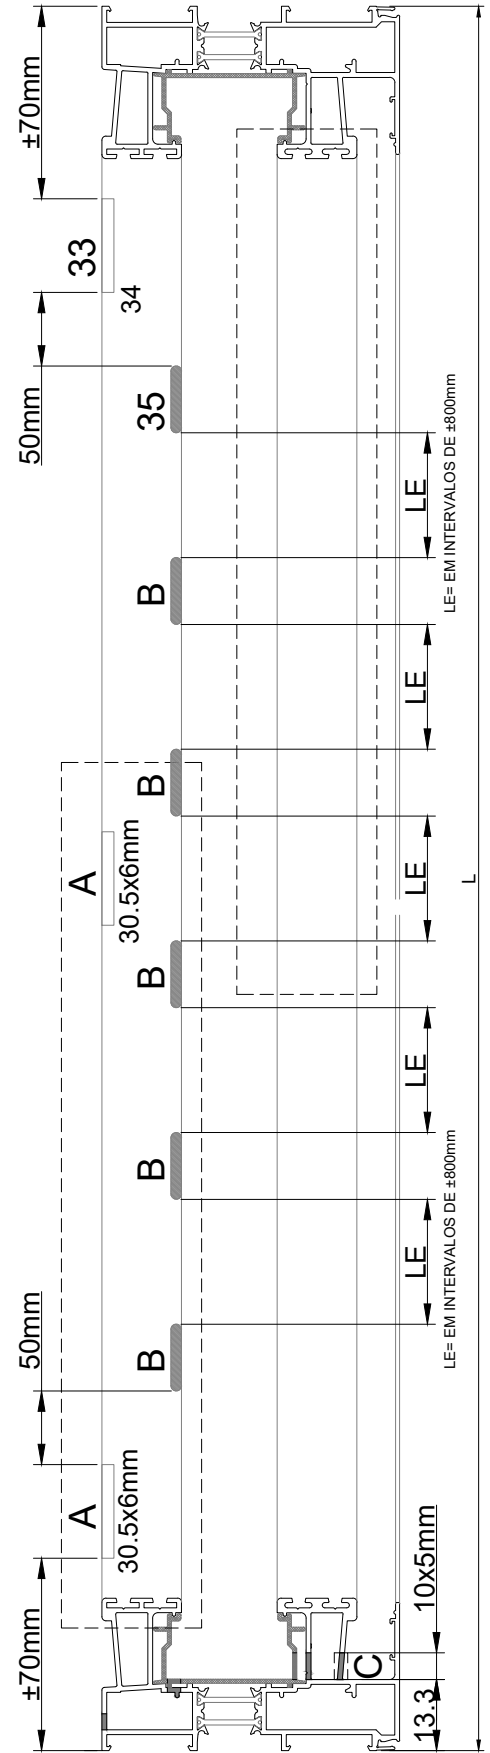 ±70mm
33
34
50mm
35
LE
LE= EM INTERVALOS DE ±800mm
B
LE
B
A
30.5x6mm
LE
L
B
LE
B
LE
LE= EM INTERVALOS DE ±800mm
B
50mm
A
30.5x6mm
±70mm
C
10x5mm
13.3